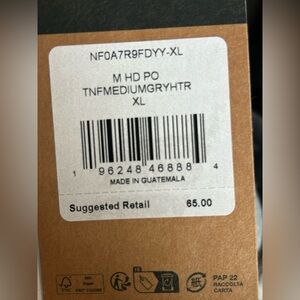 NF0A7R9FDYY-XL
M HD PO
TNFMEDIUMGRYHTR
XL
1 96248 46888 4
MADE IN GUATEMALA
Suggested Retail 65.00
PAP 22
RACCOLTA
CARTA